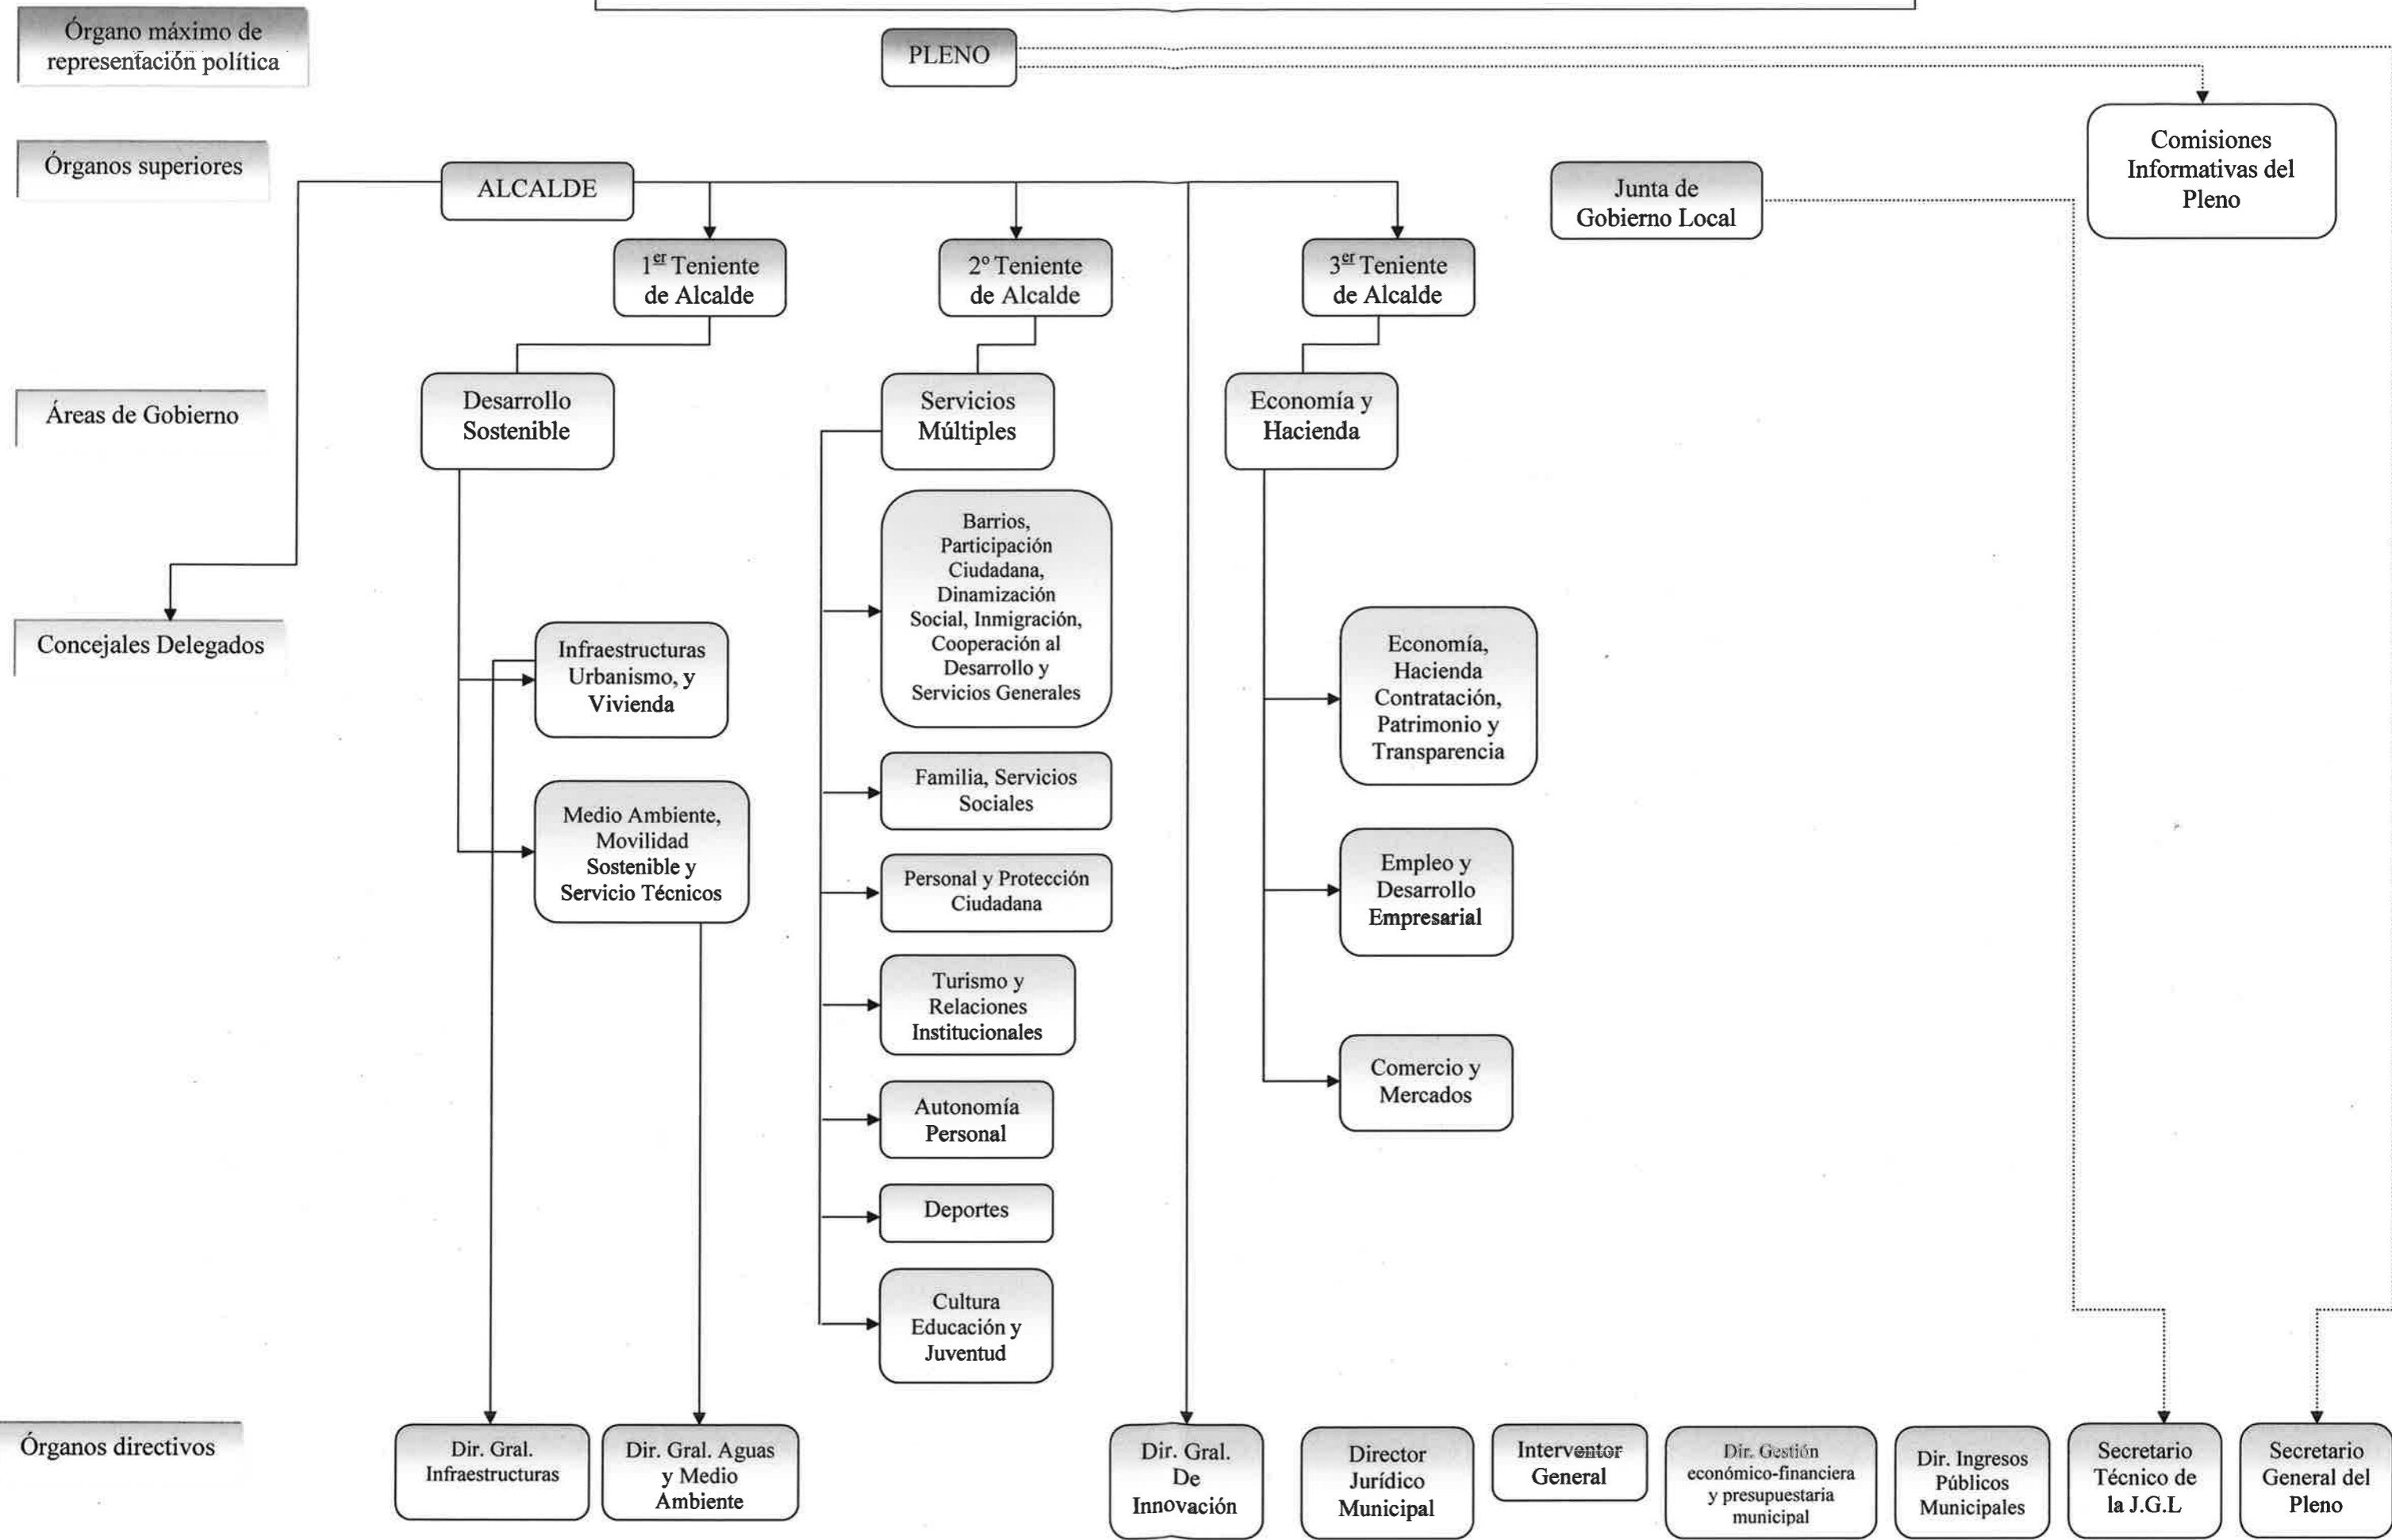 Órgano máximo de
representación política
PLENO
Comisiones
Informativas del
Pleno
Órganos superiores
ALCALDE
Junta de
Gobierno Local
1er Teniente
de Alcalde
2º Teniente
de Alcalde
3er Teniente
de Alcalde
Áreas de Gobierno
Desarrollo
Sostenible
Servicios
Múltiples
Economía y
Hacienda
Concejales Delegados
Infraestructuras
Urbanismo, y
Vivienda
Medio Ambiente,
Movilidad
Sostenible y
Servicio Técnicos
Barrios,
Participación
Ciudadana,
Dinamización
Social, Inmigración,
Cooperación al
Desarrollo y
Servicios Generales
Familia, Servicios
Sociales
Personal y Protección
Ciudadana
Turismo y
Relaciones
Institucionales
Autonomía
Personal
Deportes
Cultura
Educación y
Juventud
Economía,
Hacienda
Contratación,
Patrimonio y
Transparencia
Empleo y
Desarrollo
Empresarial
Comercio y
Mercados
Órganos directivos
Dir. Gral.
Infraestructuras
Dir. Gral. Aguas
y Medio
Ambiente
Dir. Gral.
De
Innovación
Director
Jurídico
Municipal
Interventor
General
Dir. Gestión
económico-financiera
y presupuestaria
municipal
Dir. Ingresos
Públicos
Municipales
Secretario
Técnico de
la J.G.L
Secretario
General del
Pleno